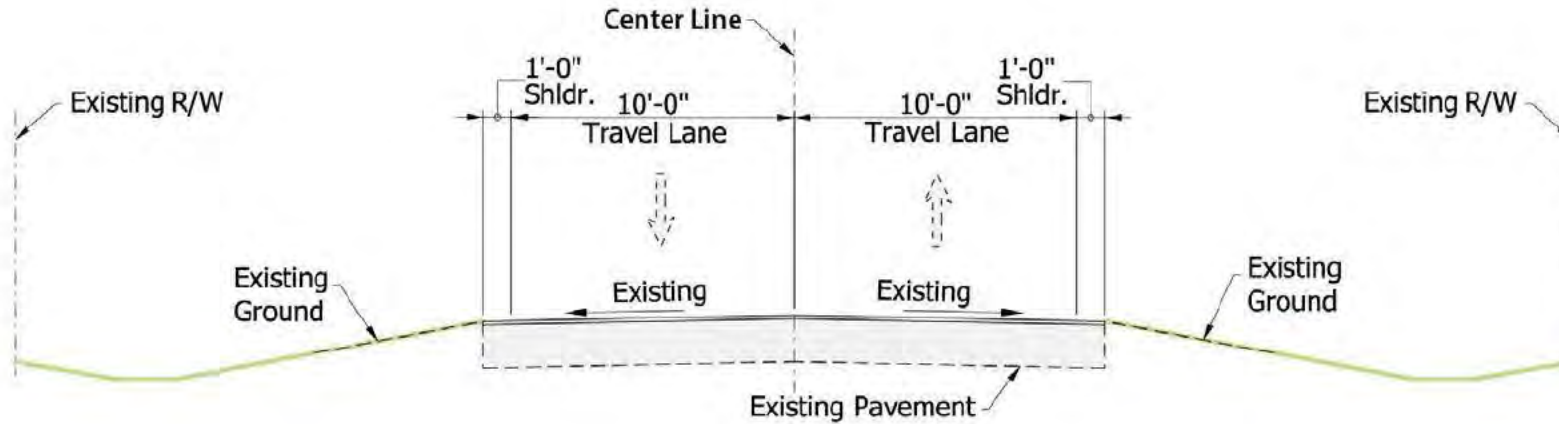 Center Line
Existing R/W
1'-0"
Shldr.
10'-0"
Travel Lane
10'-0"
Travel Lane
1'-0"
Shldr.
Existing R/W
Existing
Ground
Existing
Existing
Existing
Ground
Existing Pavement